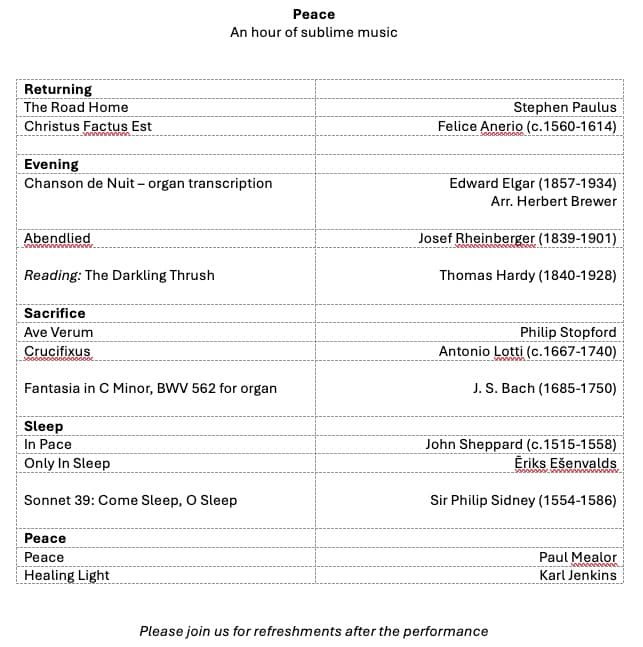 Peace
An hour of sublime music
Returning
The Road Home Stephen Paulus
Christus Factus Est Felice Anerio (c.1560-1614)
Evening
Chanson de Nuit – organ transcription Edward Elgar (1857-1934)
Arr. Herbert Brewer
Abendlied Josef Rheinberger (1839-1901)
Reading: The Darkling Thrush Thomas Hardy (1840-1928)
Sacrifice
Ave Verum Philip Stopford
Crucifixus Antonio Lotti (c.1667-1740)
Fantasia in C Minor, BWV 562 for organ J. S. Bach (1685-1750)
Sleep
In Pace John Sheppard (c.1515-1558)
Only In Sleep Ēriks Ešenvalds
Sonnet 39: Come Sleep, O Sleep Sir Philip Sidney (1554-1586)
Peace
Peace Paul Mealor
Healing Light Karl Jenkins
Please join us for refreshments after the performance